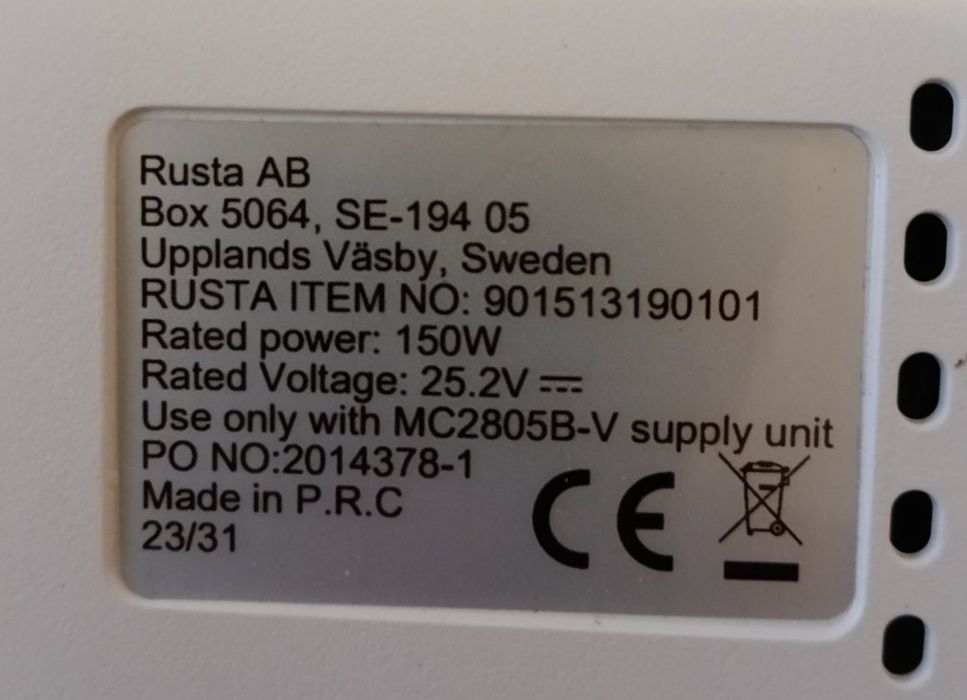 Rusta AB
Box 5064, SE-194 05
Upplands Väsby, Sweden
RUSTA ITEM NO: 901513190101
Rated power: 150W
Rated Voltage: 25.2V ⎓
Use only with MC2805B-V supply unit
PO NO:2014378-1
Made in P.R.C
23/31
CE